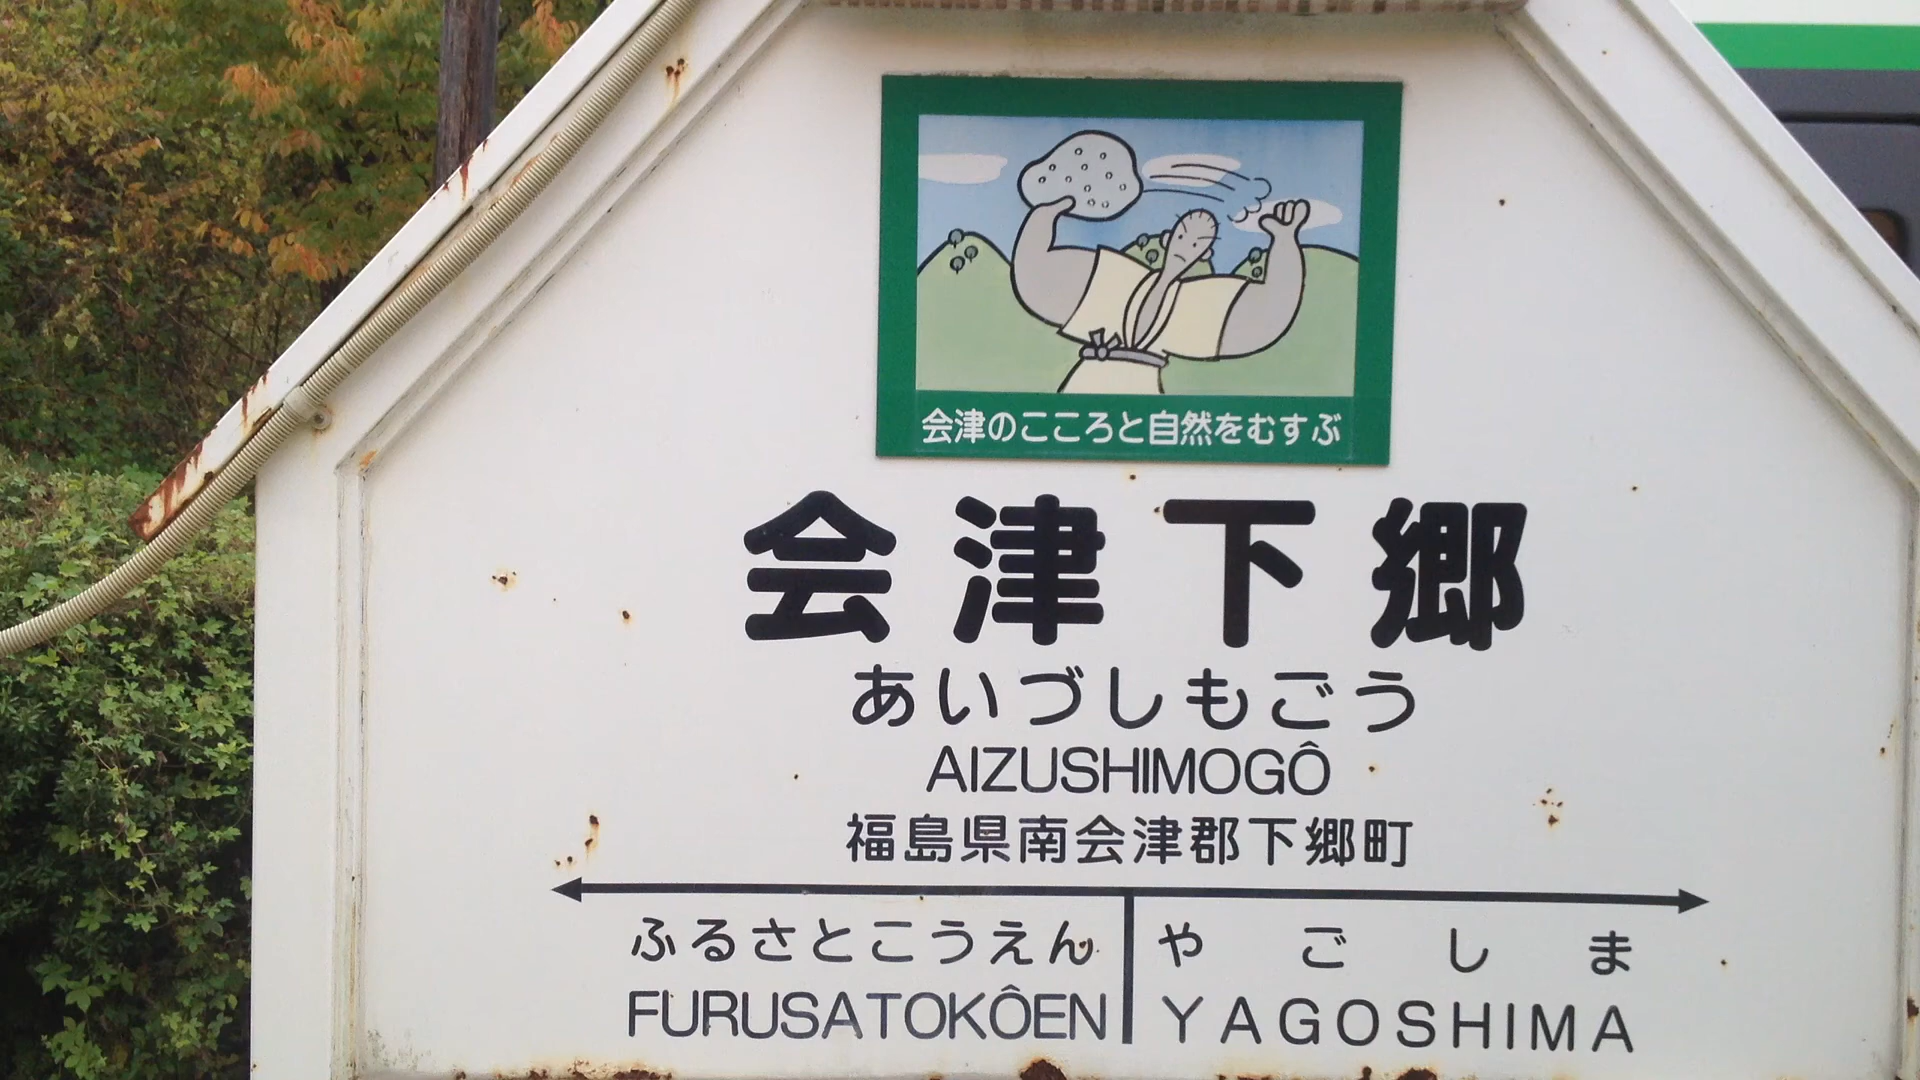 会津のこころと自然をむすぶ
会津下郷
あいづしもごう
AIZUSHIMOGÔ
福島県南会津郡下郷町
ふるさとこうえん
やごしま
FURUSATOKÔEN
YAGOSHIMA